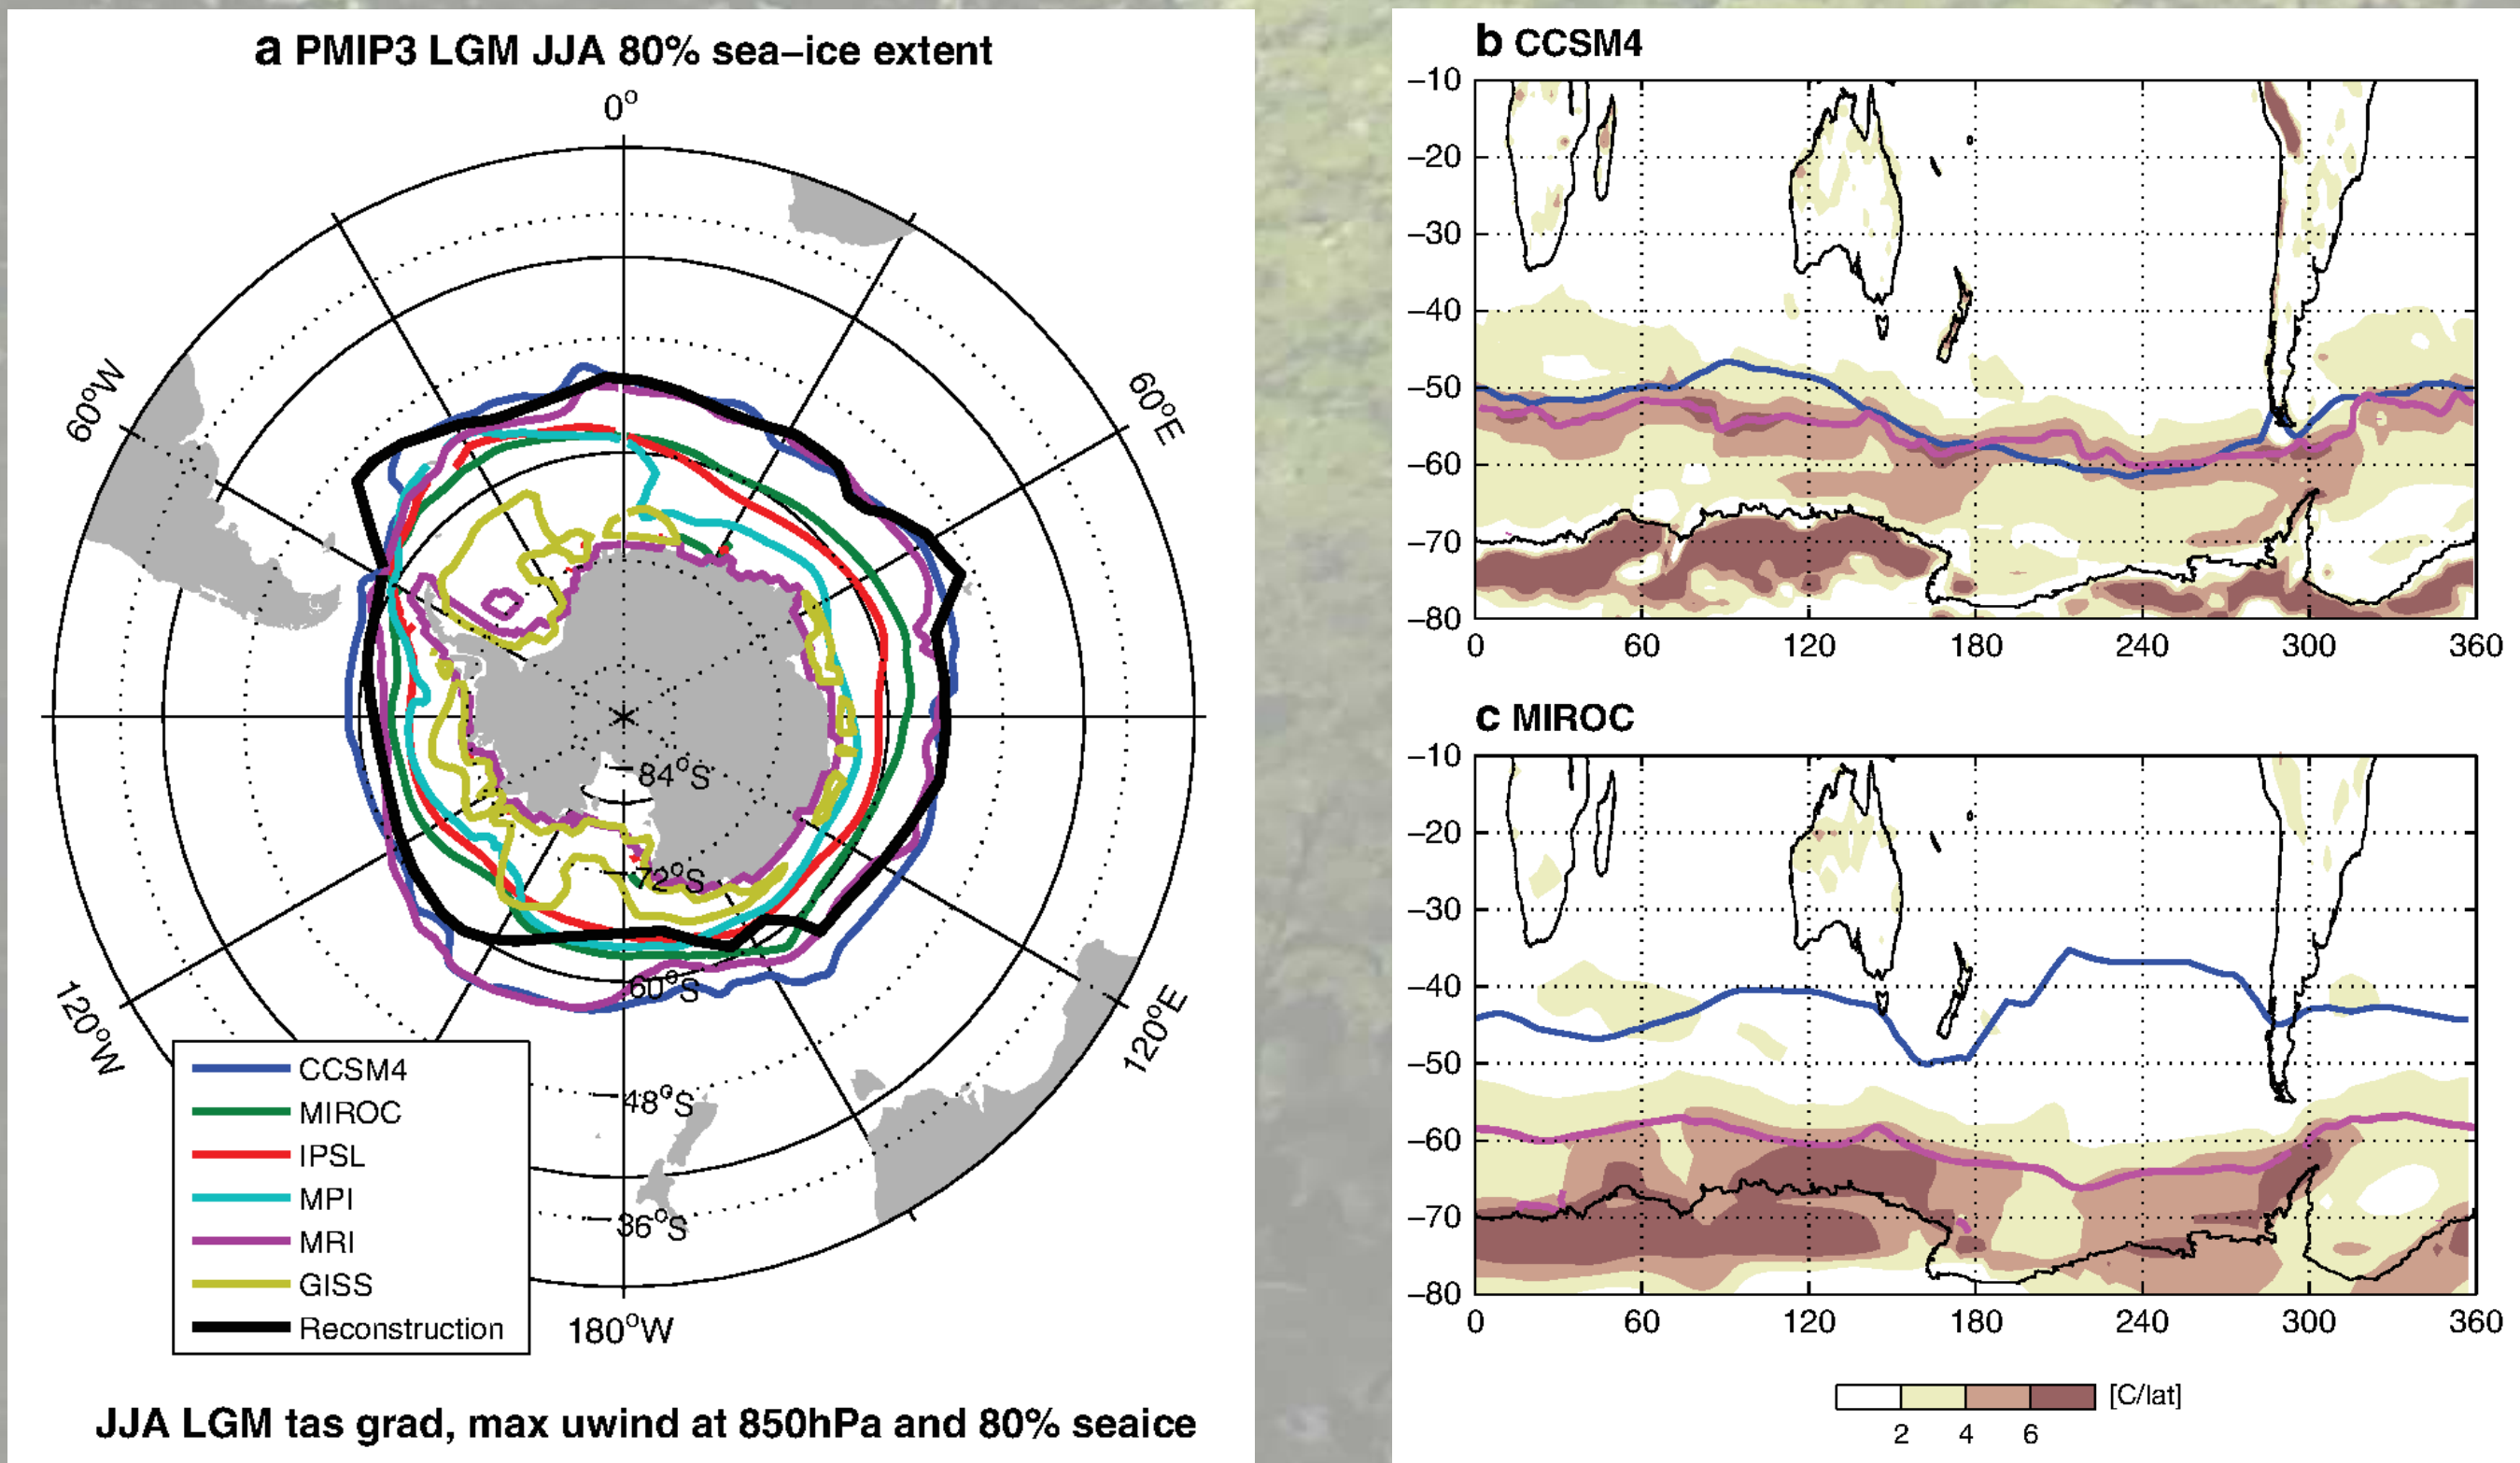 a PMIP3 LGM JJA 80% sea–ice extent
0°
60°W
60°E
84°S
72°S
60°S
48°S
36°S
120°W
120°E
180°W
CCSM4
MIROC
IPSL
MPI
MRI
GISS
Reconstruction
JJA LGM tas grad, max uwind at 850hPa and 80% seaice
b CCSM4
−10
−20
−30
−40
−50
−60
−70
−80
0 60 120 180 240 300 360
c MIROC
−10
−20
−30
−40
−50
−60
−70
−80
0 60 120 180 240 300 360
[C/lat]
2 4 6